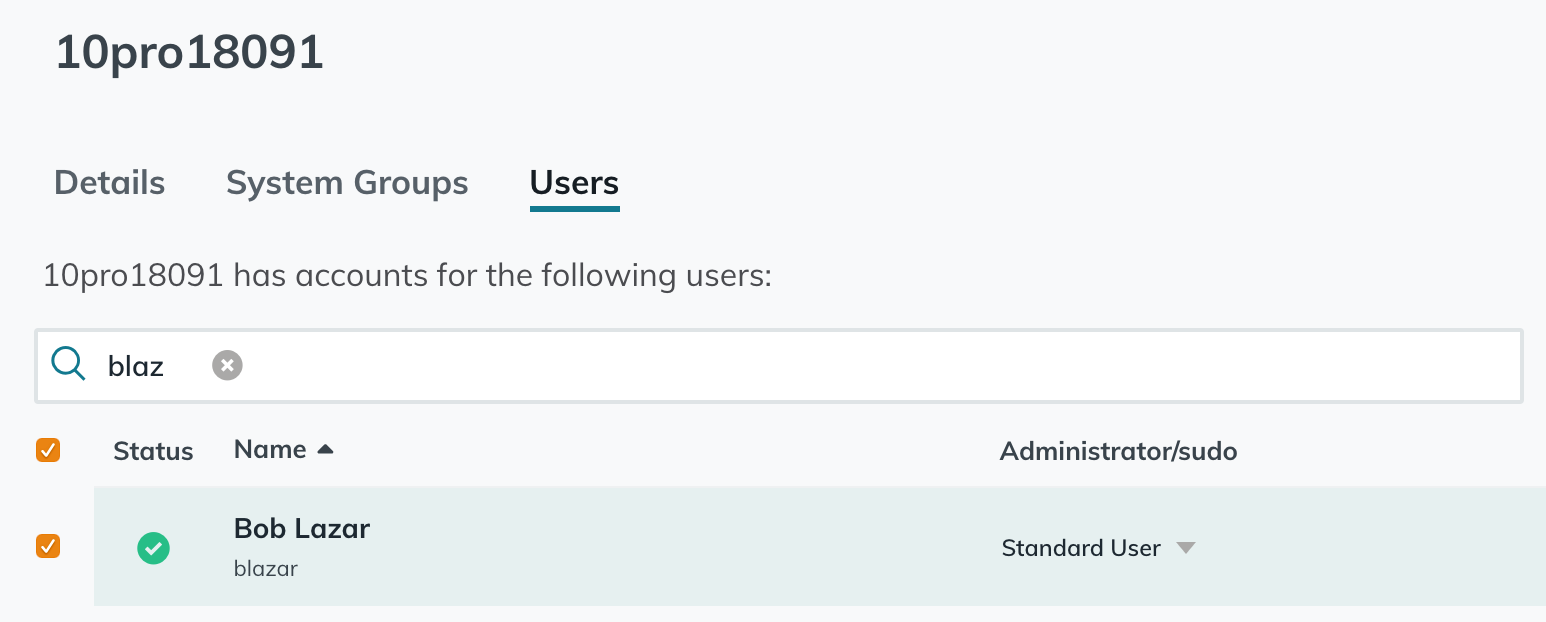 10pro18091
Details System Groups Users
10pro18091 has accounts for the following users:
blaz
Status Name Administrator/sudo
Bob Lazar
blazar
Standard User